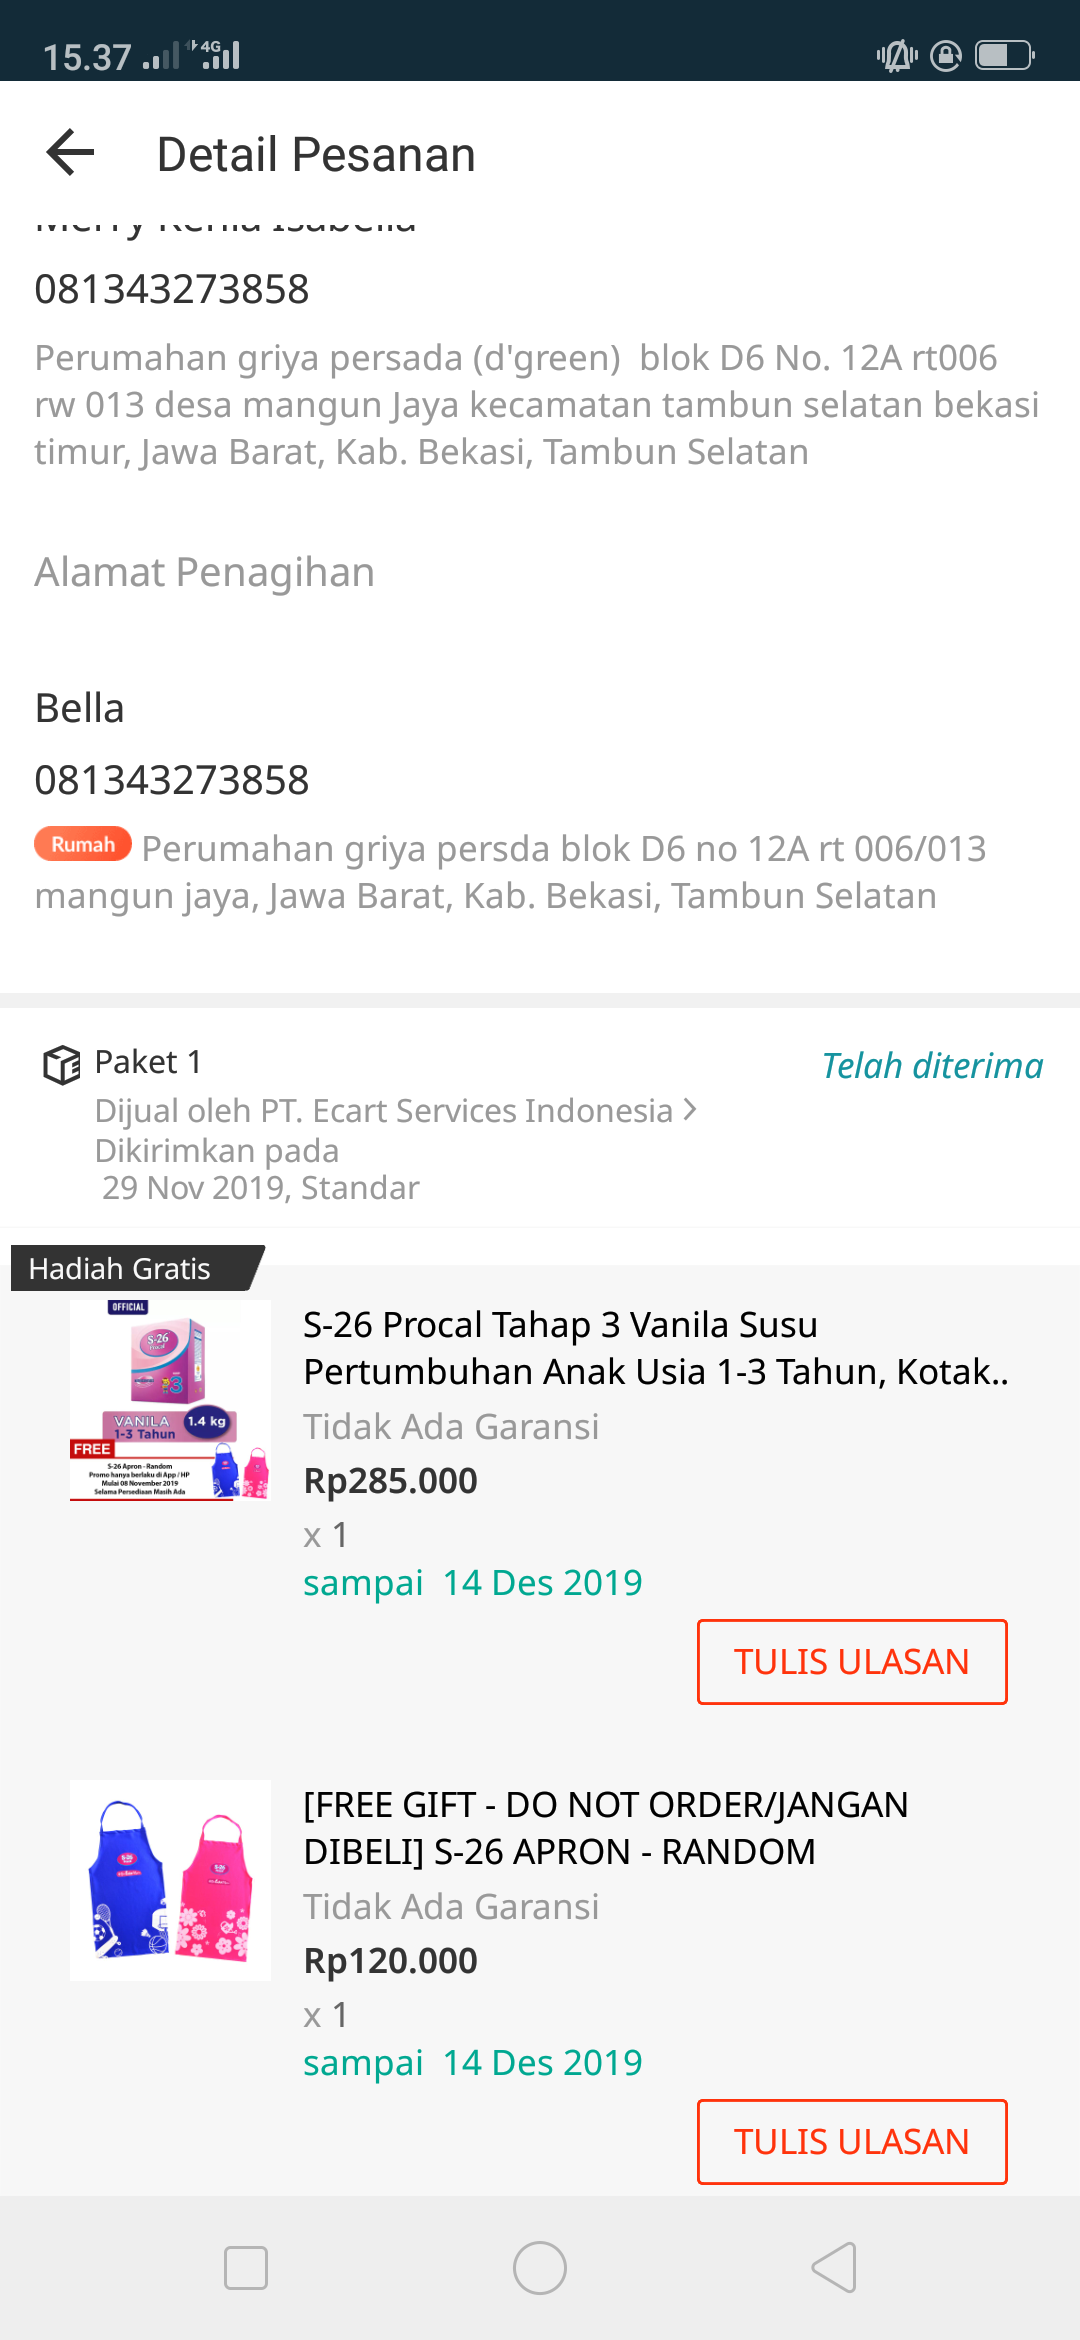 15.37 4G
Detail Pesanan
Merry Kenia Isabella
081343273858
Perumahan griya persada (d'green) blok D6 No. 12A rt006
rw 013 desa mangun Jaya kecamatan tambun selatan bekasi
timur, Jawa Barat, Kab. Bekasi, Tambun Selatan
Alamat Penagihan
Bella
081343273858
Rumah Perumahan griya persda blok D6 no 12A rt 006/013
mangun jaya, Jawa Barat, Kab. Bekasi, Tambun Selatan
Paket 1
Telah diterima
Dijual oleh PT. Ecart Services Indonesia
Dikirimkan pada
29 Nov 2019, Standar
Hadiah Gratis
OFFICIAL
S-26
Procal
3
VANILA 1.4 kg
1-3 Tahun
FREE
S-26 Apron - Random
Promo hanya berlaku di App / HP
Mulai 08 November 2019
Selama Persediaan Masih Ada
S-26 Procal Tahap 3 Vanila Susu
Pertumbuhan Anak Usia 1-3 Tahun, Kotak..
Tidak Ada Garansi
Rp285.000
x 1
sampai 14 Des 2019
TULIS ULASAN
[FREE GIFT - DO NOT ORDER/JANGAN
DIBELI] S-26 APRON - RANDOM
Tidak Ada Garansi
Rp120.000
x 1
sampai 14 Des 2019
TULIS ULASAN